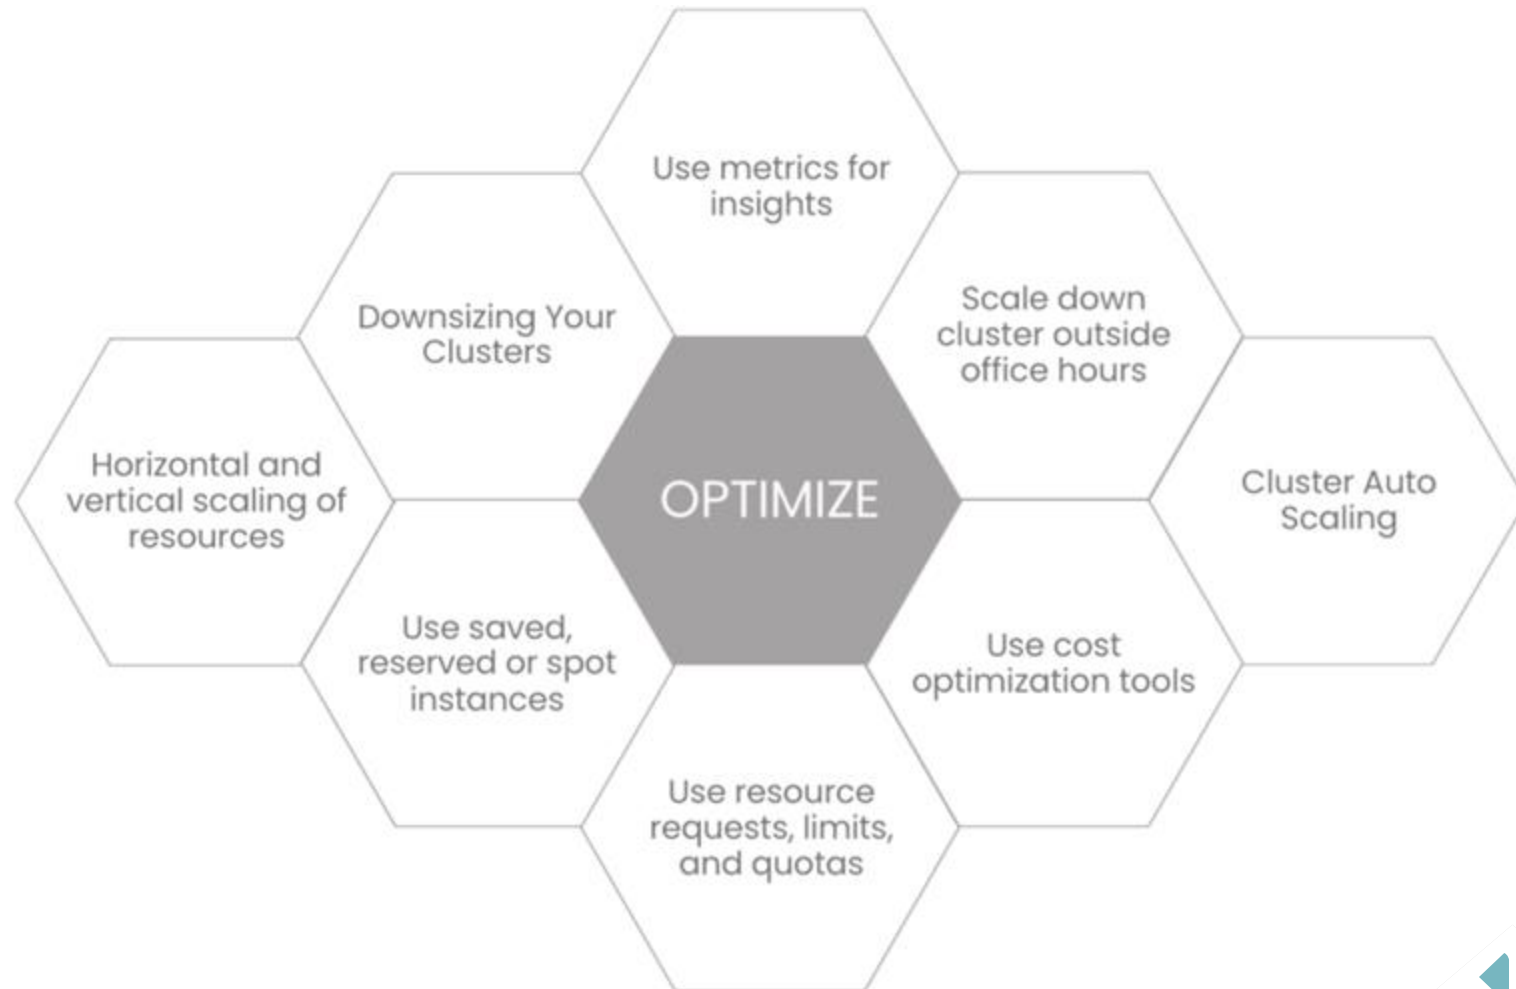 Use metrics for
insights
Downsizing Your
Clusters
Scale down
cluster outside
office hours
Horizontal and
vertical scaling of
resources
OPTIMIZE
Cluster Auto
Scaling
Use saved,
reserved or spot
instances
Use cost
optimization tools
Use resource
requests, limits,
and quotas